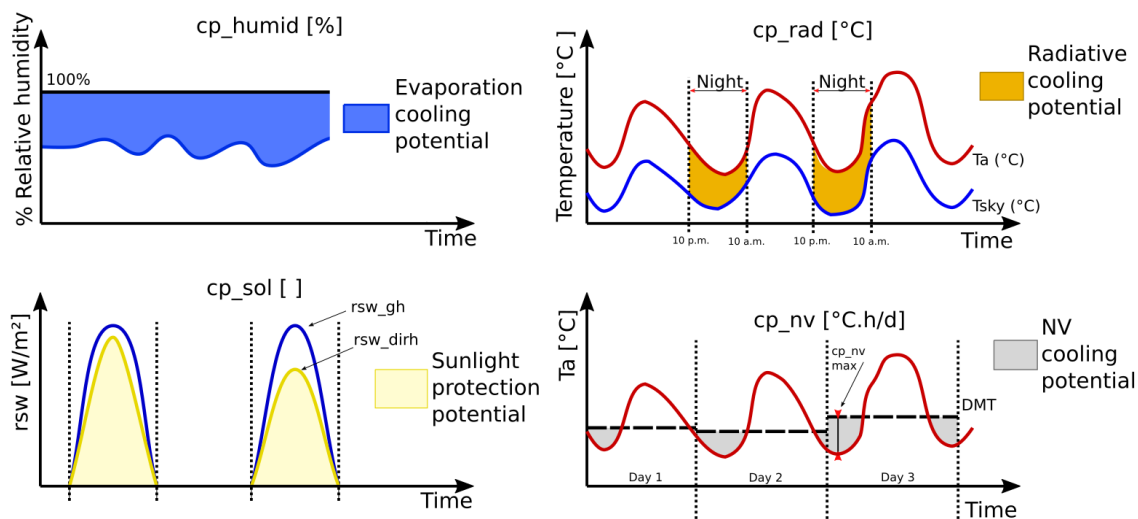 cp_humid [%]
% Relative humidity
100%
Evaporation
cooling
potential
Time
cp_rad [°C]
Temperature [°C ]
Night
Night
Radiative
cooling
potential
Ta (°C)
Tsky (°C)
10 p.m.
10 a.m.
10 p.m.
10 a.m.
Time
cp_sol [ ]
rsw [W/m²]
rsw_gh
rsw_dirh
Sunlight
protection
potential
Time
cp_nv [°C.h/d]
Ta [°C]
cp_nv
max
NV
cooling
potential
DMT
Day 1
Day 2
Day 3
Time